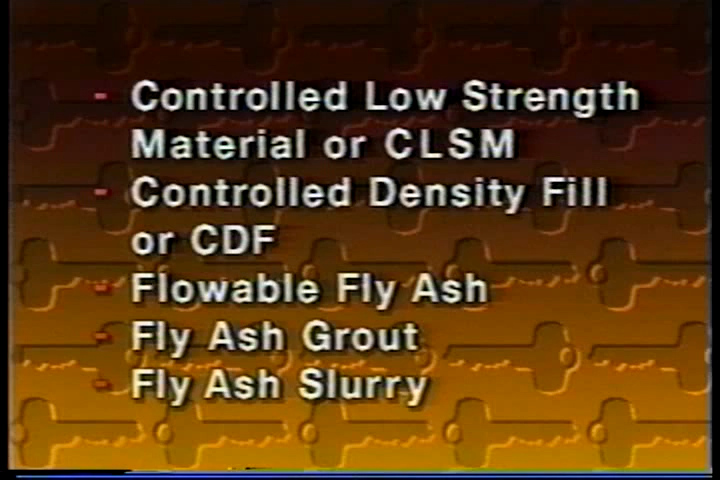 - Controlled Low Strength
Material or CLSM
- Controlled Density Fill
or CDF
- Flowable Fly Ash
- Fly Ash Grout
- Fly Ash Slurry